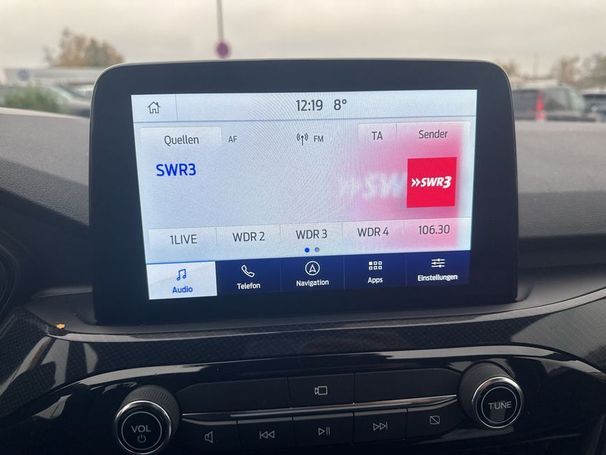 12:19 8°
Quellen AF FM TA Sender
SWR3
»SWR3
1LIVE WDR 2 WDR 3 WDR 4 106.30
Audio Telefon Navigation Apps Einstellungen
VOL
TUNE